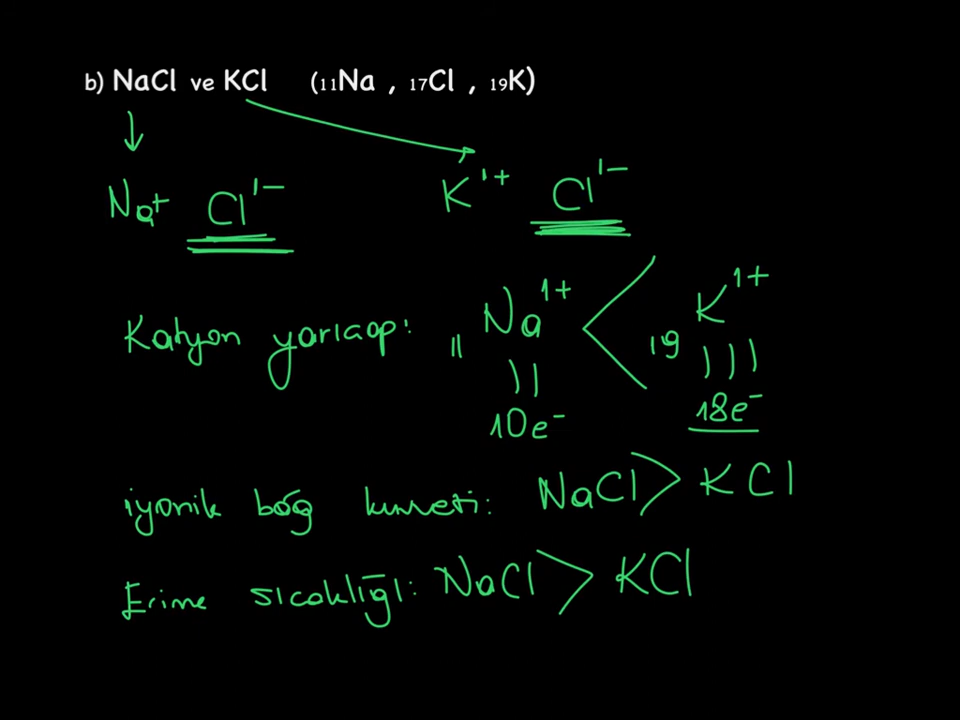 b) NaCl ve KCl (₁₁Na , ₁₇Cl , ₁₉K)
Na⁺ Cl¹⁻ K¹⁺ Cl¹⁻
Katyon yarıçap: ₁₁Na¹⁺ < ₁₉K¹⁺
10e⁻ 18e⁻
iyonik bağ kuvveti: NaCl > KCl
Erime sıcaklığı: NaCl > KCl